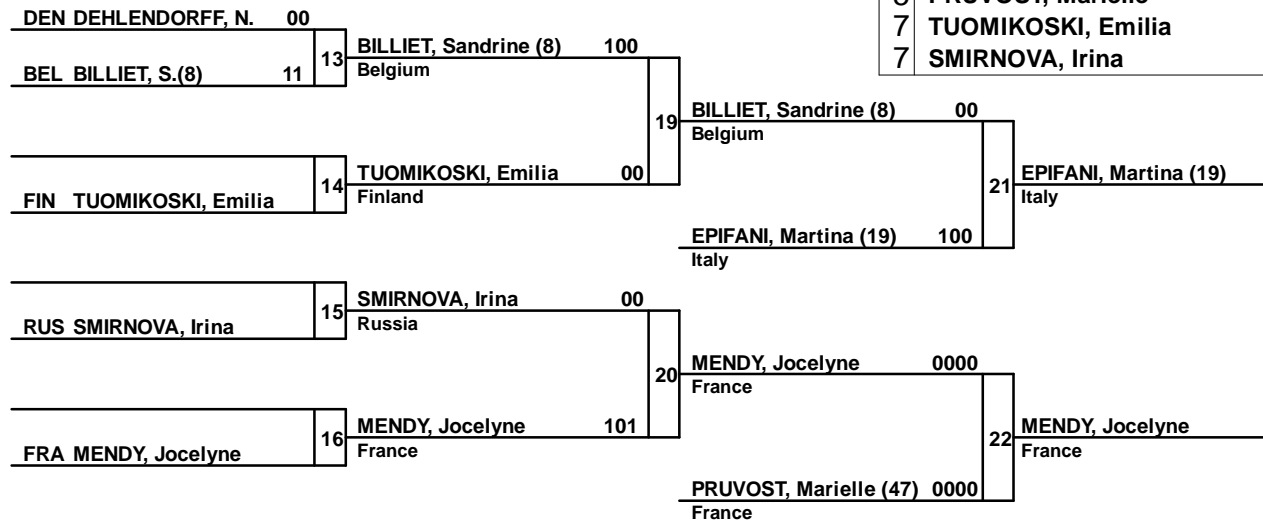 5 PRUVOST, Marielle
7 TUOMIKOSKI, Emilia
7 SMIRNOVA, Irina
DEN DEHLENDORFF, N. 00
BEL BILLIET, S.(8) 11
13
BILLIET, Sandrine (8) 100
Belgium
14
TUOMIKOSKI, Emilia 00
Finland
FIN TUOMIKOSKI, Emilia
19
BILLIET, Sandrine (8) 00
Belgium
EPIFANI, Martina (19) 100
Italy
21
EPIFANI, Martina (19)
Italy
15
SMIRNOVA, Irina 00
Russia
RUS SMIRNOVA, Irina
16
MENDY, Jocelyne 101
France
FRA MENDY, Jocelyne
20
MENDY, Jocelyne 0000
France
PRUVOST, Marielle (47) 0000
France
22
MENDY, Jocelyne
France